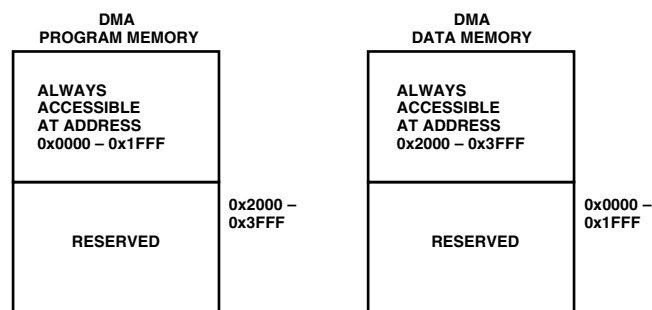 DMA
PROGRAM MEMORY
ALWAYS
ACCESSIBLE
AT ADDRESS
0x0000 – 0x1FFF
RESERVED
0x2000 –
0x3FFF
DMA
DATA MEMORY
ALWAYS
ACCESSIBLE
AT ADDRESS
0x2000 – 0x3FFF
RESERVED
0x0000 –
0x1FFF